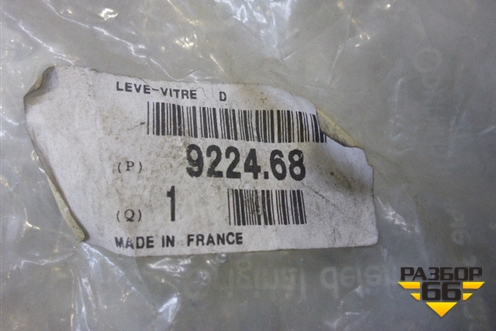 LEVE-VITRE D
(P) 9224.68
(Q) 1
MADE IN FRANCE
РАЗБОР
66